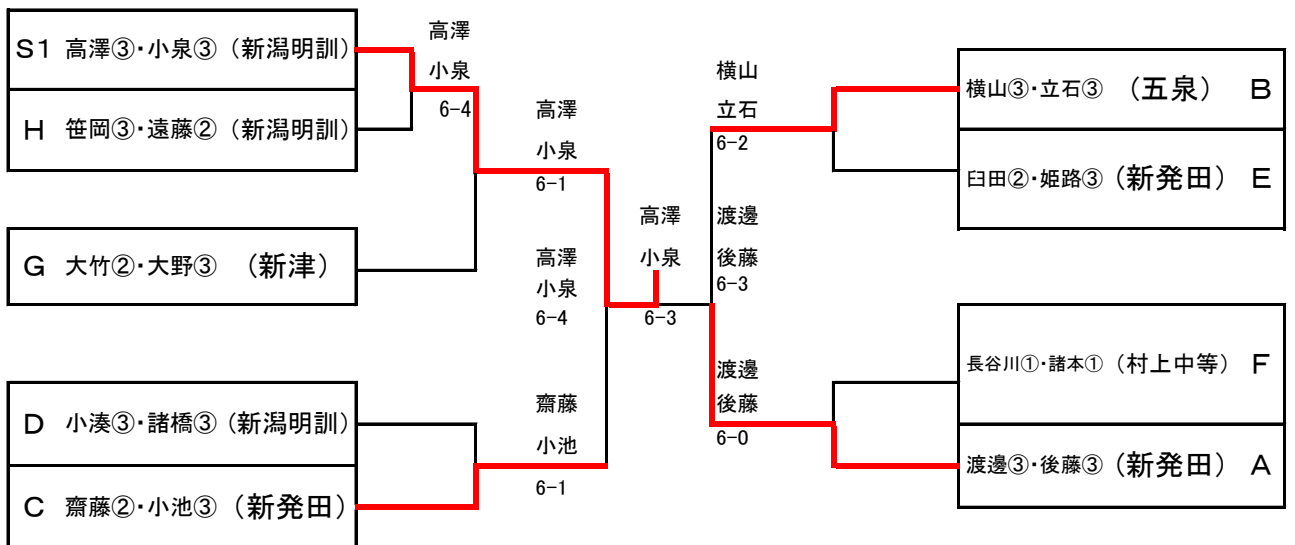 S1 高澤③・小泉③（新潟明訓）
H 笹岡③・遠藤②（新潟明訓）
G 大竹②・大野③（新津）
D 小湊③・諸橋③（新潟明訓）
C 齋藤②・小池③（新発田）
高澤
小泉
6-4
高澤
小泉
6-1
高澤
小泉
6-4
齋藤
小池
6-1
高澤
小泉
6-3
横山
立石
6-2
渡邊
後藤
6-3
渡邊
後藤
6-0
横山③・立石③（五泉） B
臼田②・姫路③（新発田） E
長谷川①・諸本①（村上中等） F
渡邊③・後藤③（新発田） A